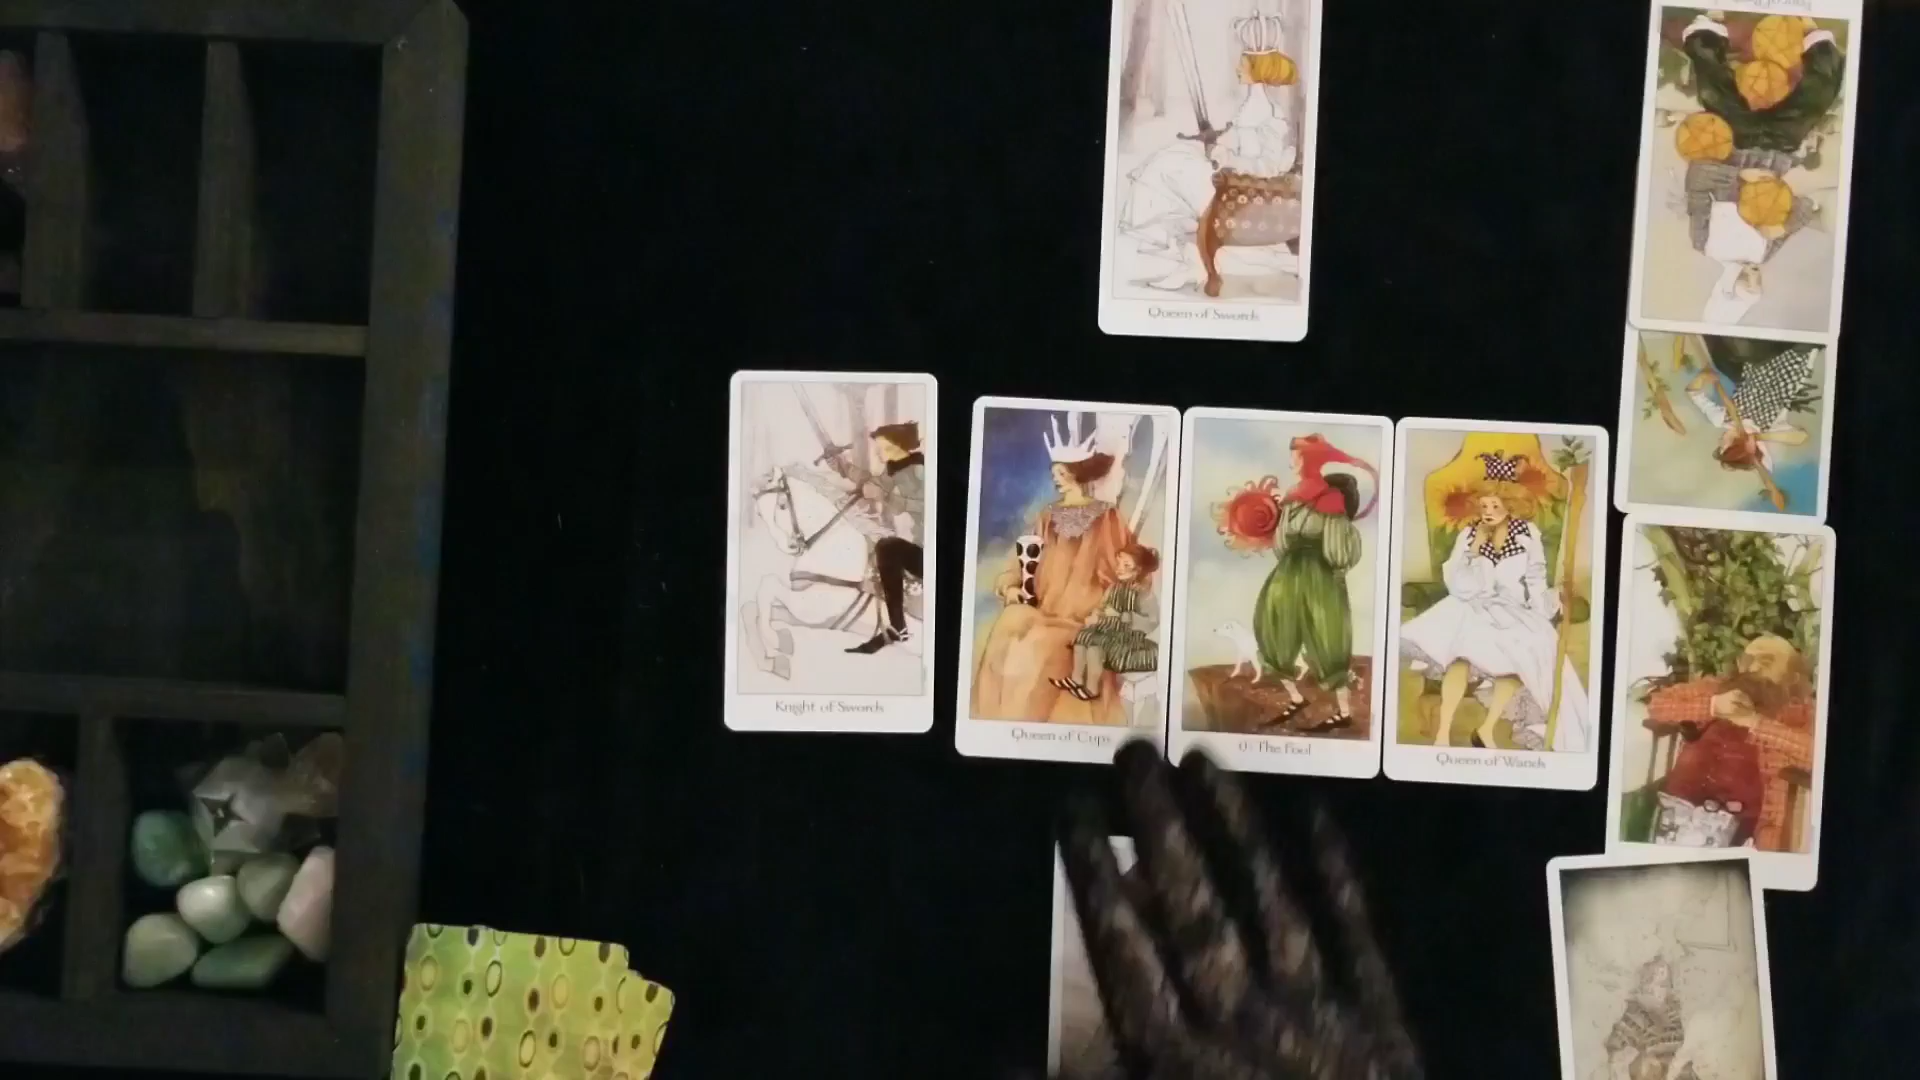 Queen of Swords
Knight of Swords
Queen of Cups
0: The Fool
Queen of Wands